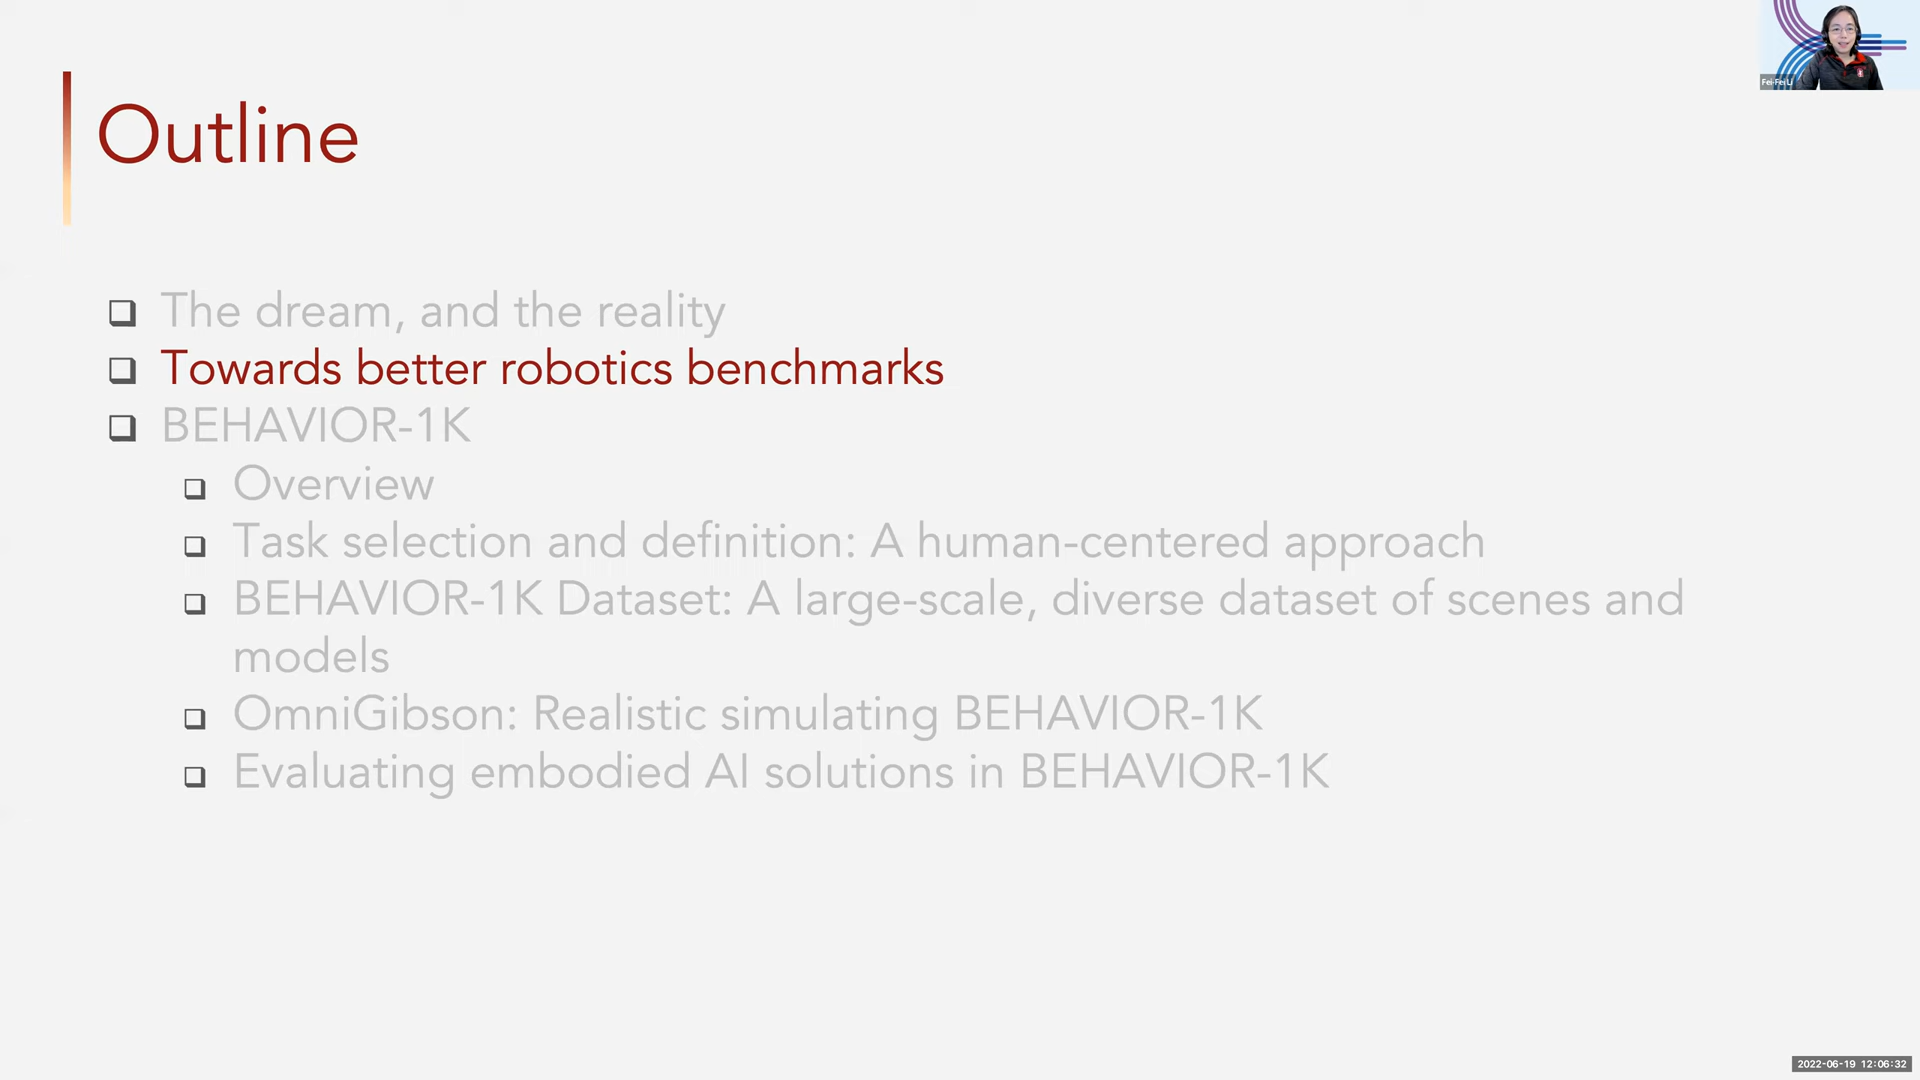 Fei-Fei Li
Outline
The dream, and the reality
Towards better robotics benchmarks
BEHAVIOR-1K
Overview
Task selection and definition: A human-centered approach
BEHAVIOR-1K Dataset: A large-scale, diverse dataset of scenes and
models
OmniGibson: Realistic simulating BEHAVIOR-1K
Evaluating embodied AI solutions in BEHAVIOR-1K
2022-06-19 12:06:32